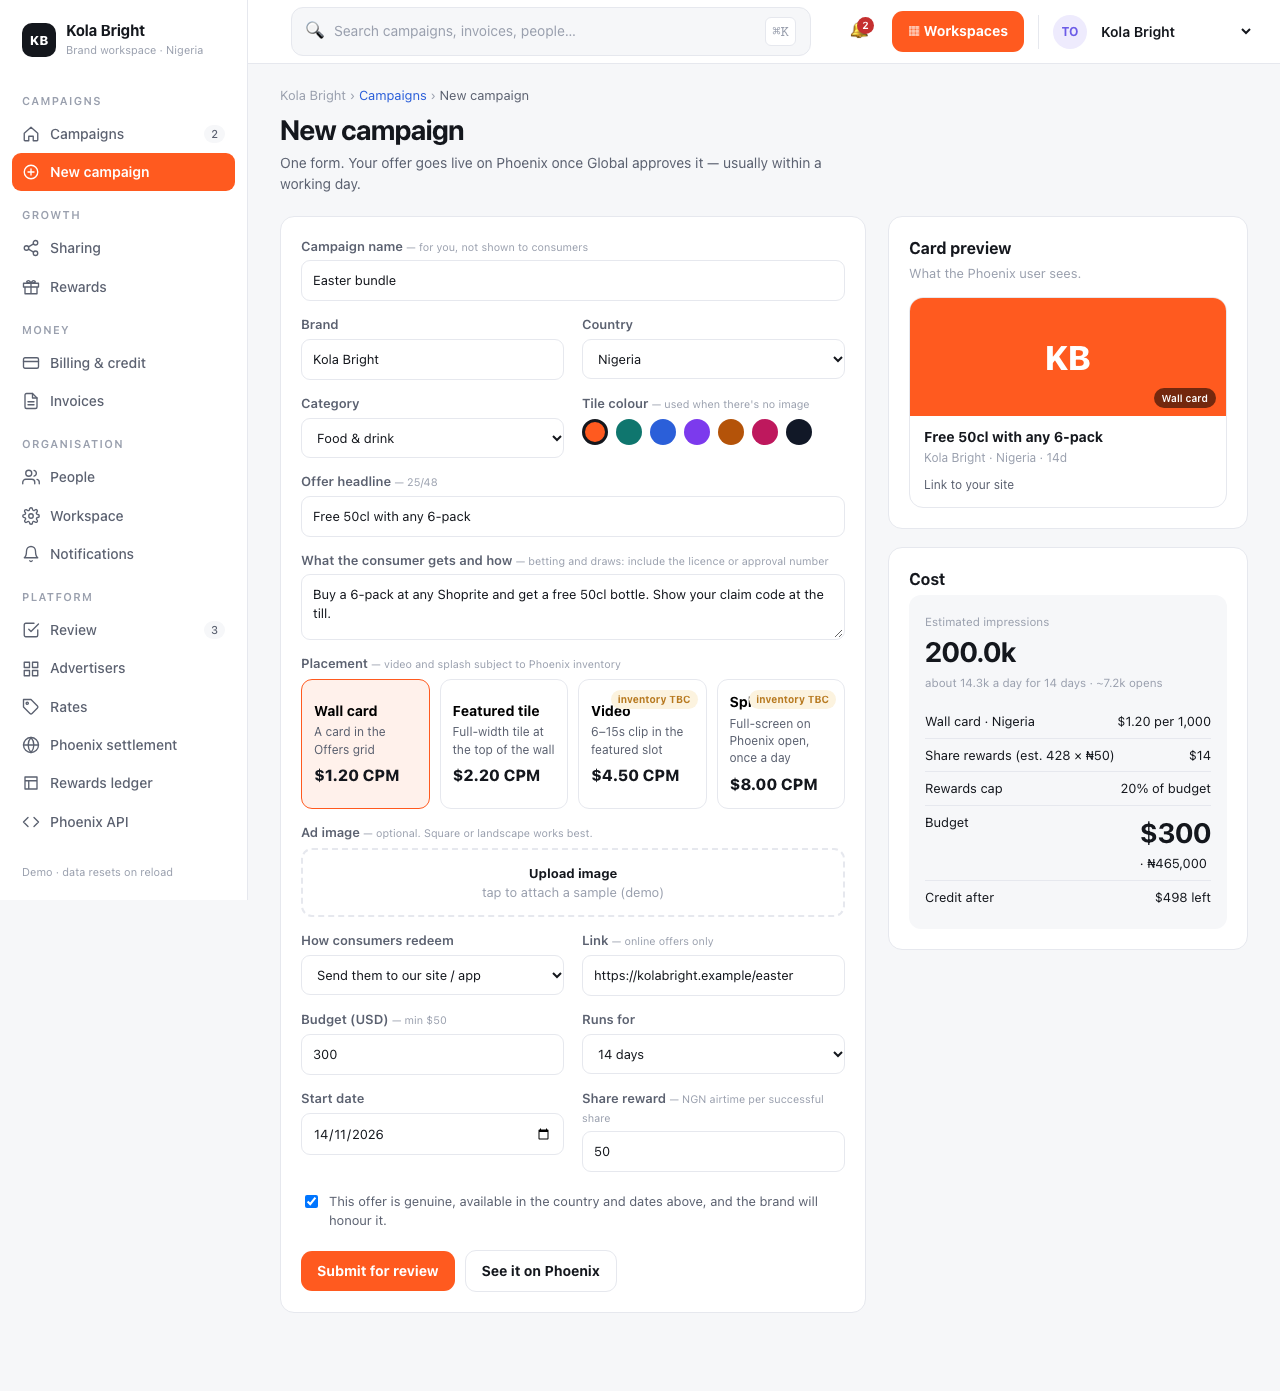 KB
Kola Bright
Brand workspace · Nigeria
CAMPAIGNS
Campaigns 2
New campaign
GROWTH
Sharing
Rewards
MONEY
Billing & credit
Invoices
ORGANISATION
People
Workspace
Notifications
PLATFORM
Review 3
Advertisers
Rates
Phoenix settlement
Rewards ledger
Phoenix API
Demo · data resets on reload
Search campaigns, invoices, people... ⌘K
2
Workspaces
TO
Kola Bright
Kola Bright › Campaigns › New campaign
New campaign
One form. Your offer goes live on Phoenix once Global approves it — usually within a
working day.
Campaign name — for you, not shown to consumers
Easter bundle
Brand
Kola Bright
Country
Nigeria
Category
Food & drink
Tile colour — used when there's no image
Offer headline — 25/48
Free 50cl with any 6-pack
What the consumer gets and how — betting and draws: include the licence or approval number
Buy a 6-pack at any Shoprite and get a free 50cl bottle. Show your claim code at the
till.
Placement — video and splash subject to Phoenix inventory
Wall card
A card in the
Offers grid
$1.20 CPM
Featured tile
Full-width tile at
the top of the wall
$2.20 CPM
inventory TBC
Video
6–15s clip in the
featured slot
$4.50 CPM
inventory TBC
Full-screen on
Phoenix open,
once a day
$8.00 CPM
Ad image — optional. Square or landscape works best.
Upload image
tap to attach a sample (demo)
How consumers redeem
Send them to our site / app
Link — online offers only
https://kolabright.example/easter
Budget (USD) — min $50
300
Runs for
14 days
Start date
14/11/2026
Share reward — NGN airtime per successful
share
50
This offer is genuine, available in the country and dates above, and the brand will
honour it.
Submit for review
See it on Phoenix
Card preview
What the Phoenix user sees.
KB
Wall card
Free 50cl with any 6-pack
Kola Bright · Nigeria · 14d
Link to your site
Cost
Estimated impressions
200.0k
about 14.3k a day for 14 days · ~7.2k opens
Wall card · Nigeria $1.20 per 1,000
Share rewards (est. 428 × ₦50) $14
Rewards cap 20% of budget
Budget $300
· ₦465,000
Credit after $498 left